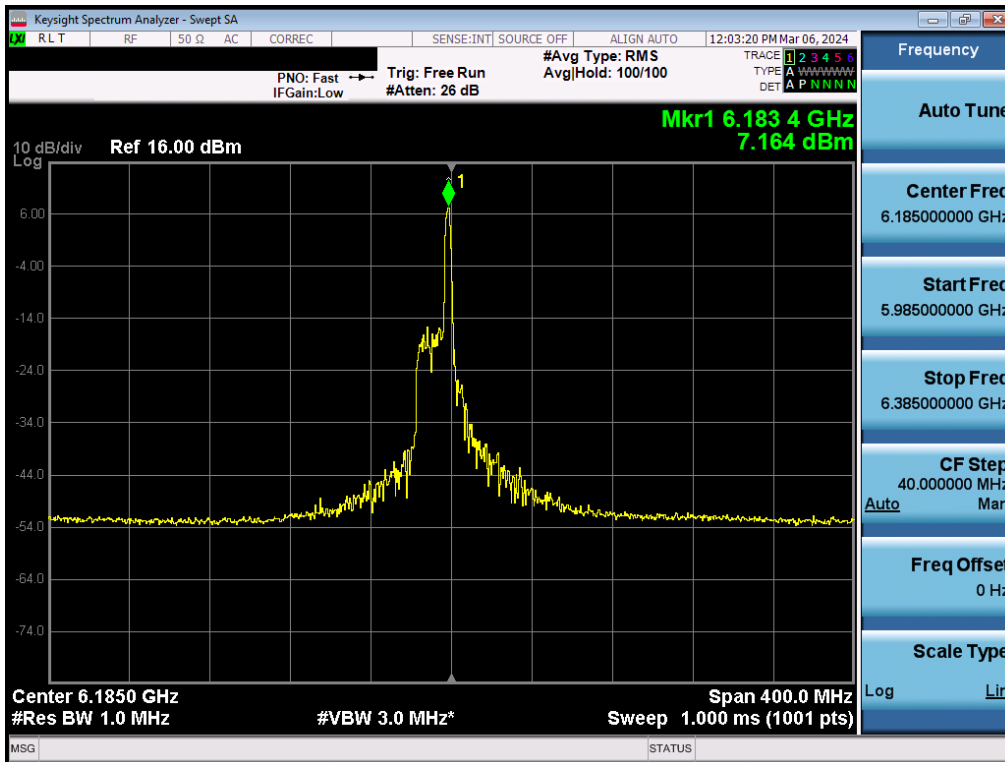 Keysight Spectrum Analyzer - Swept SA
LXI RLT RF 50 Ω AC CORREC SENSE:INT SOURCE OFF ALIGN AUTO 12:03:20 PM Mar 06, 2024
PNO: Fast
IFGain:Low
Trig: Free Run
#Atten: 26 dB
#Avg Type: RMS
Avg|Hold: 100/100
TRACE 1 2 3 4 5 6
TYPE A WWWWW
DET A P N N N N
Mkr1 6.183 4 GHz
7.164 dBm
10 dB/div Ref 16.00 dBm
Log
1
6.00
-4.00
-14.0
-24.0
-34.0
-44.0
-54.0
-64.0
-74.0
Center 6.1850 GHz
Span 400.0 MHz
#Res BW 1.0 MHz
#VBW 3.0 MHz*
Sweep 1.000 ms (1001 pts)
MSG STATUS
Frequency
Auto Tune
Center Freq
6.185000000 GHz
Start Freq
5.985000000 GHz
Stop Freq
6.385000000 GHz
CF Step
40.000000 MHz
Auto Man
Freq Offset
0 Hz
Scale Type
Log Lin